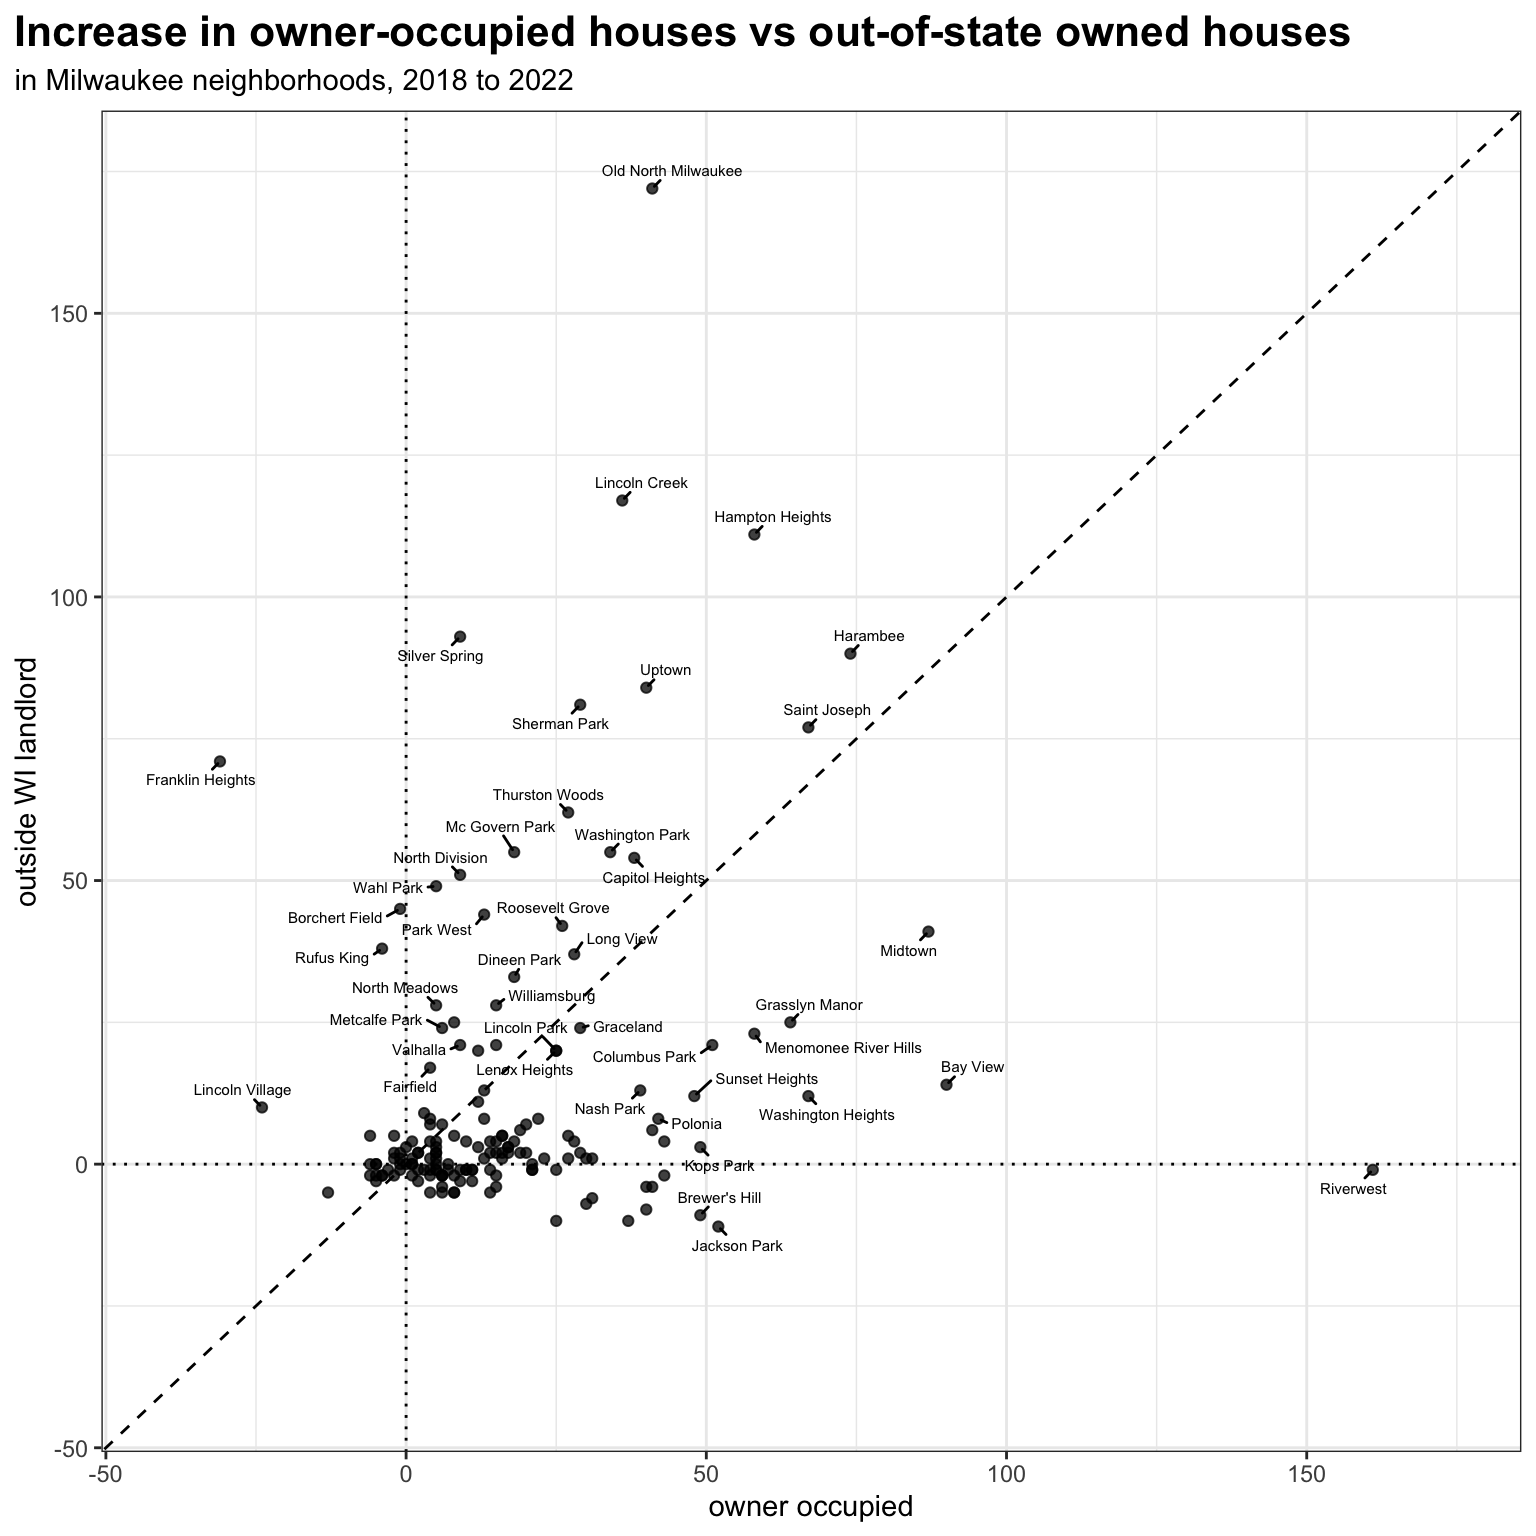 Increase in owner-occupied houses vs out-of-state owned houses
in Milwaukee neighborhoods, 2018 to 2022
Old North Milwaukee
150
Lincoln Creek
Hampton Heights
100
Silver Spring
Harambee
Uptown
Saint Joseph
Sherman Park
Franklin Heights
Thurston Woods
Mc Govern Park
Washington Park
North Division
Capitol Heights
50
Wahl Park
Roosevelt Grove
Borchert Field
Park West
Long View
Midtown
Rufus King
Dineen Park
North Meadows
Williamsburg
Grasslyn Manor
Metcalfe Park
Lincoln Park
Graceland
Valhalla
Columbus Park
Menomonee River Hills
Lenox Heights
Bay View
Fairfield
Sunset Heights
Lincoln Village
Nash Park
Washington Heights
Polonia
Kops Park
0
Riverwest
Brewer's Hill
Jackson Park
-50
outside WI landlord
-50
0
50
100
150
owner occupied